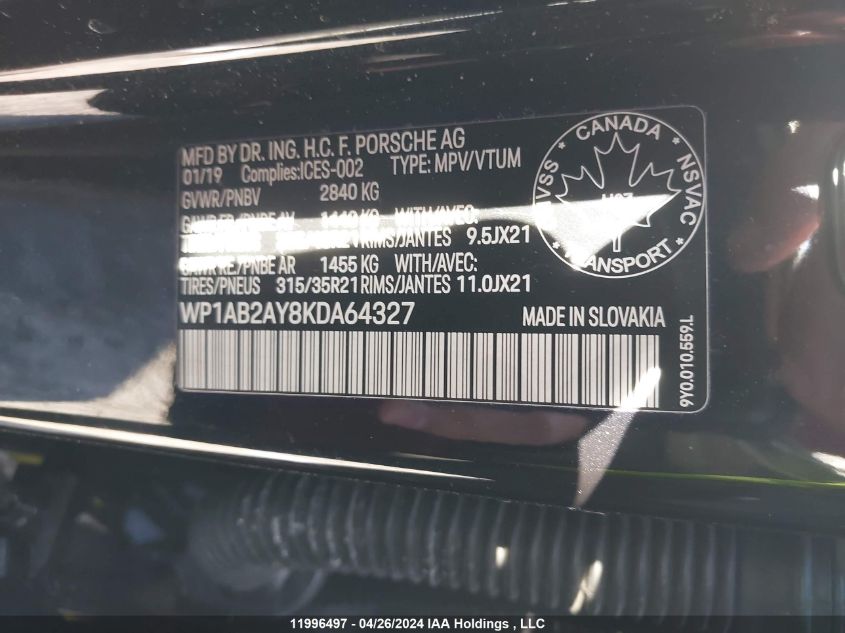 MFD BY DR. ING. H.C. F. PORSCHE AG
01/19 Complies:ICES-002 TYPE: MPV/VTUM
GVWR/PNBV 2840 KG
KG WITH/AVEC:
RIMS/JANTES 9.5JX21
GAWR RE/PNBE AR 1455 KG WITH/AVEC:
TIRES/PNEUS 315/35R21 RIMS/JANTES 11.0JX21
WP1AB2AY8KDA64327 MADE IN SLOVAKIA
CANADA
NSVAC
TRANSPORT
9Y0.010.559.L
11996497 - 04/26/2024 IAA Holdings , LLC